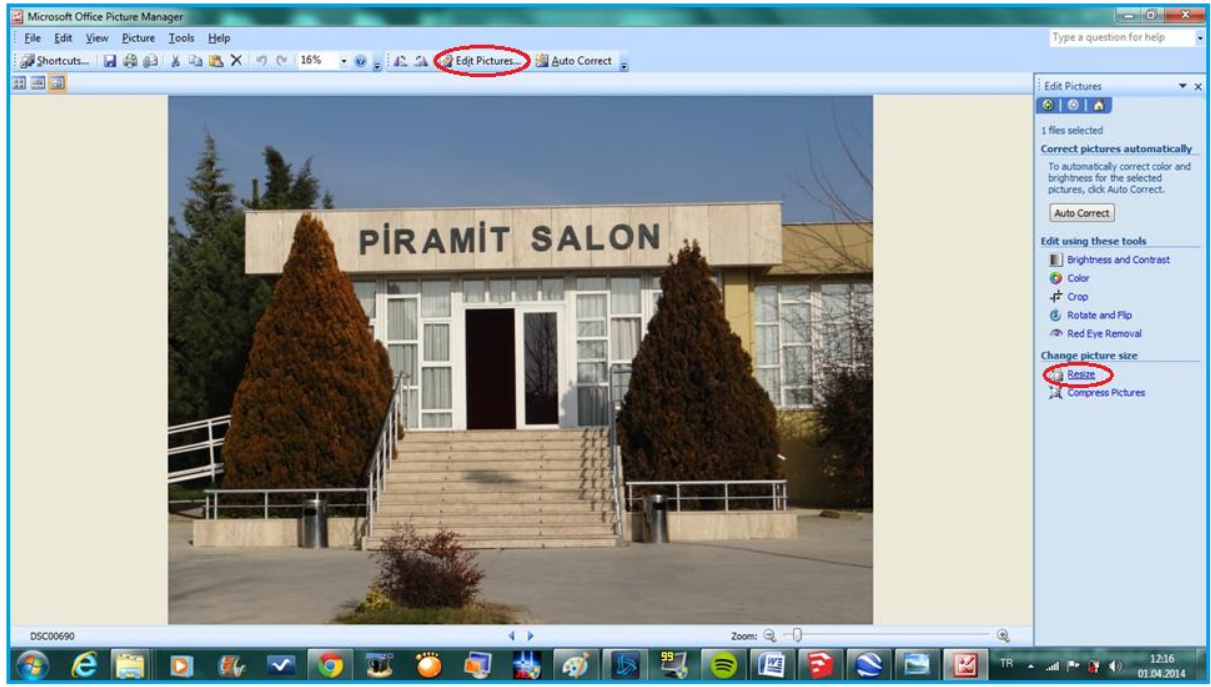 Microsoft Office Picture Manager
File Edit View Picture Tools Help
Type a question for help
Shortcuts... 16% Edit Pictures... Auto Correct
Edit Pictures
1 files selected
Correct pictures automatically
To automatically correct color and
brightness for the selected
pictures, click Auto Correct.
Auto Correct
Edit using these tools
Brightness and Contrast
Color
Crop
Rotate and Flip
Red Eye Removal
Change picture size
Resize
Compress Pictures
PİRAMİT SALON
DSC00690
Zoom:
99
TR
12:16
01.04.2014